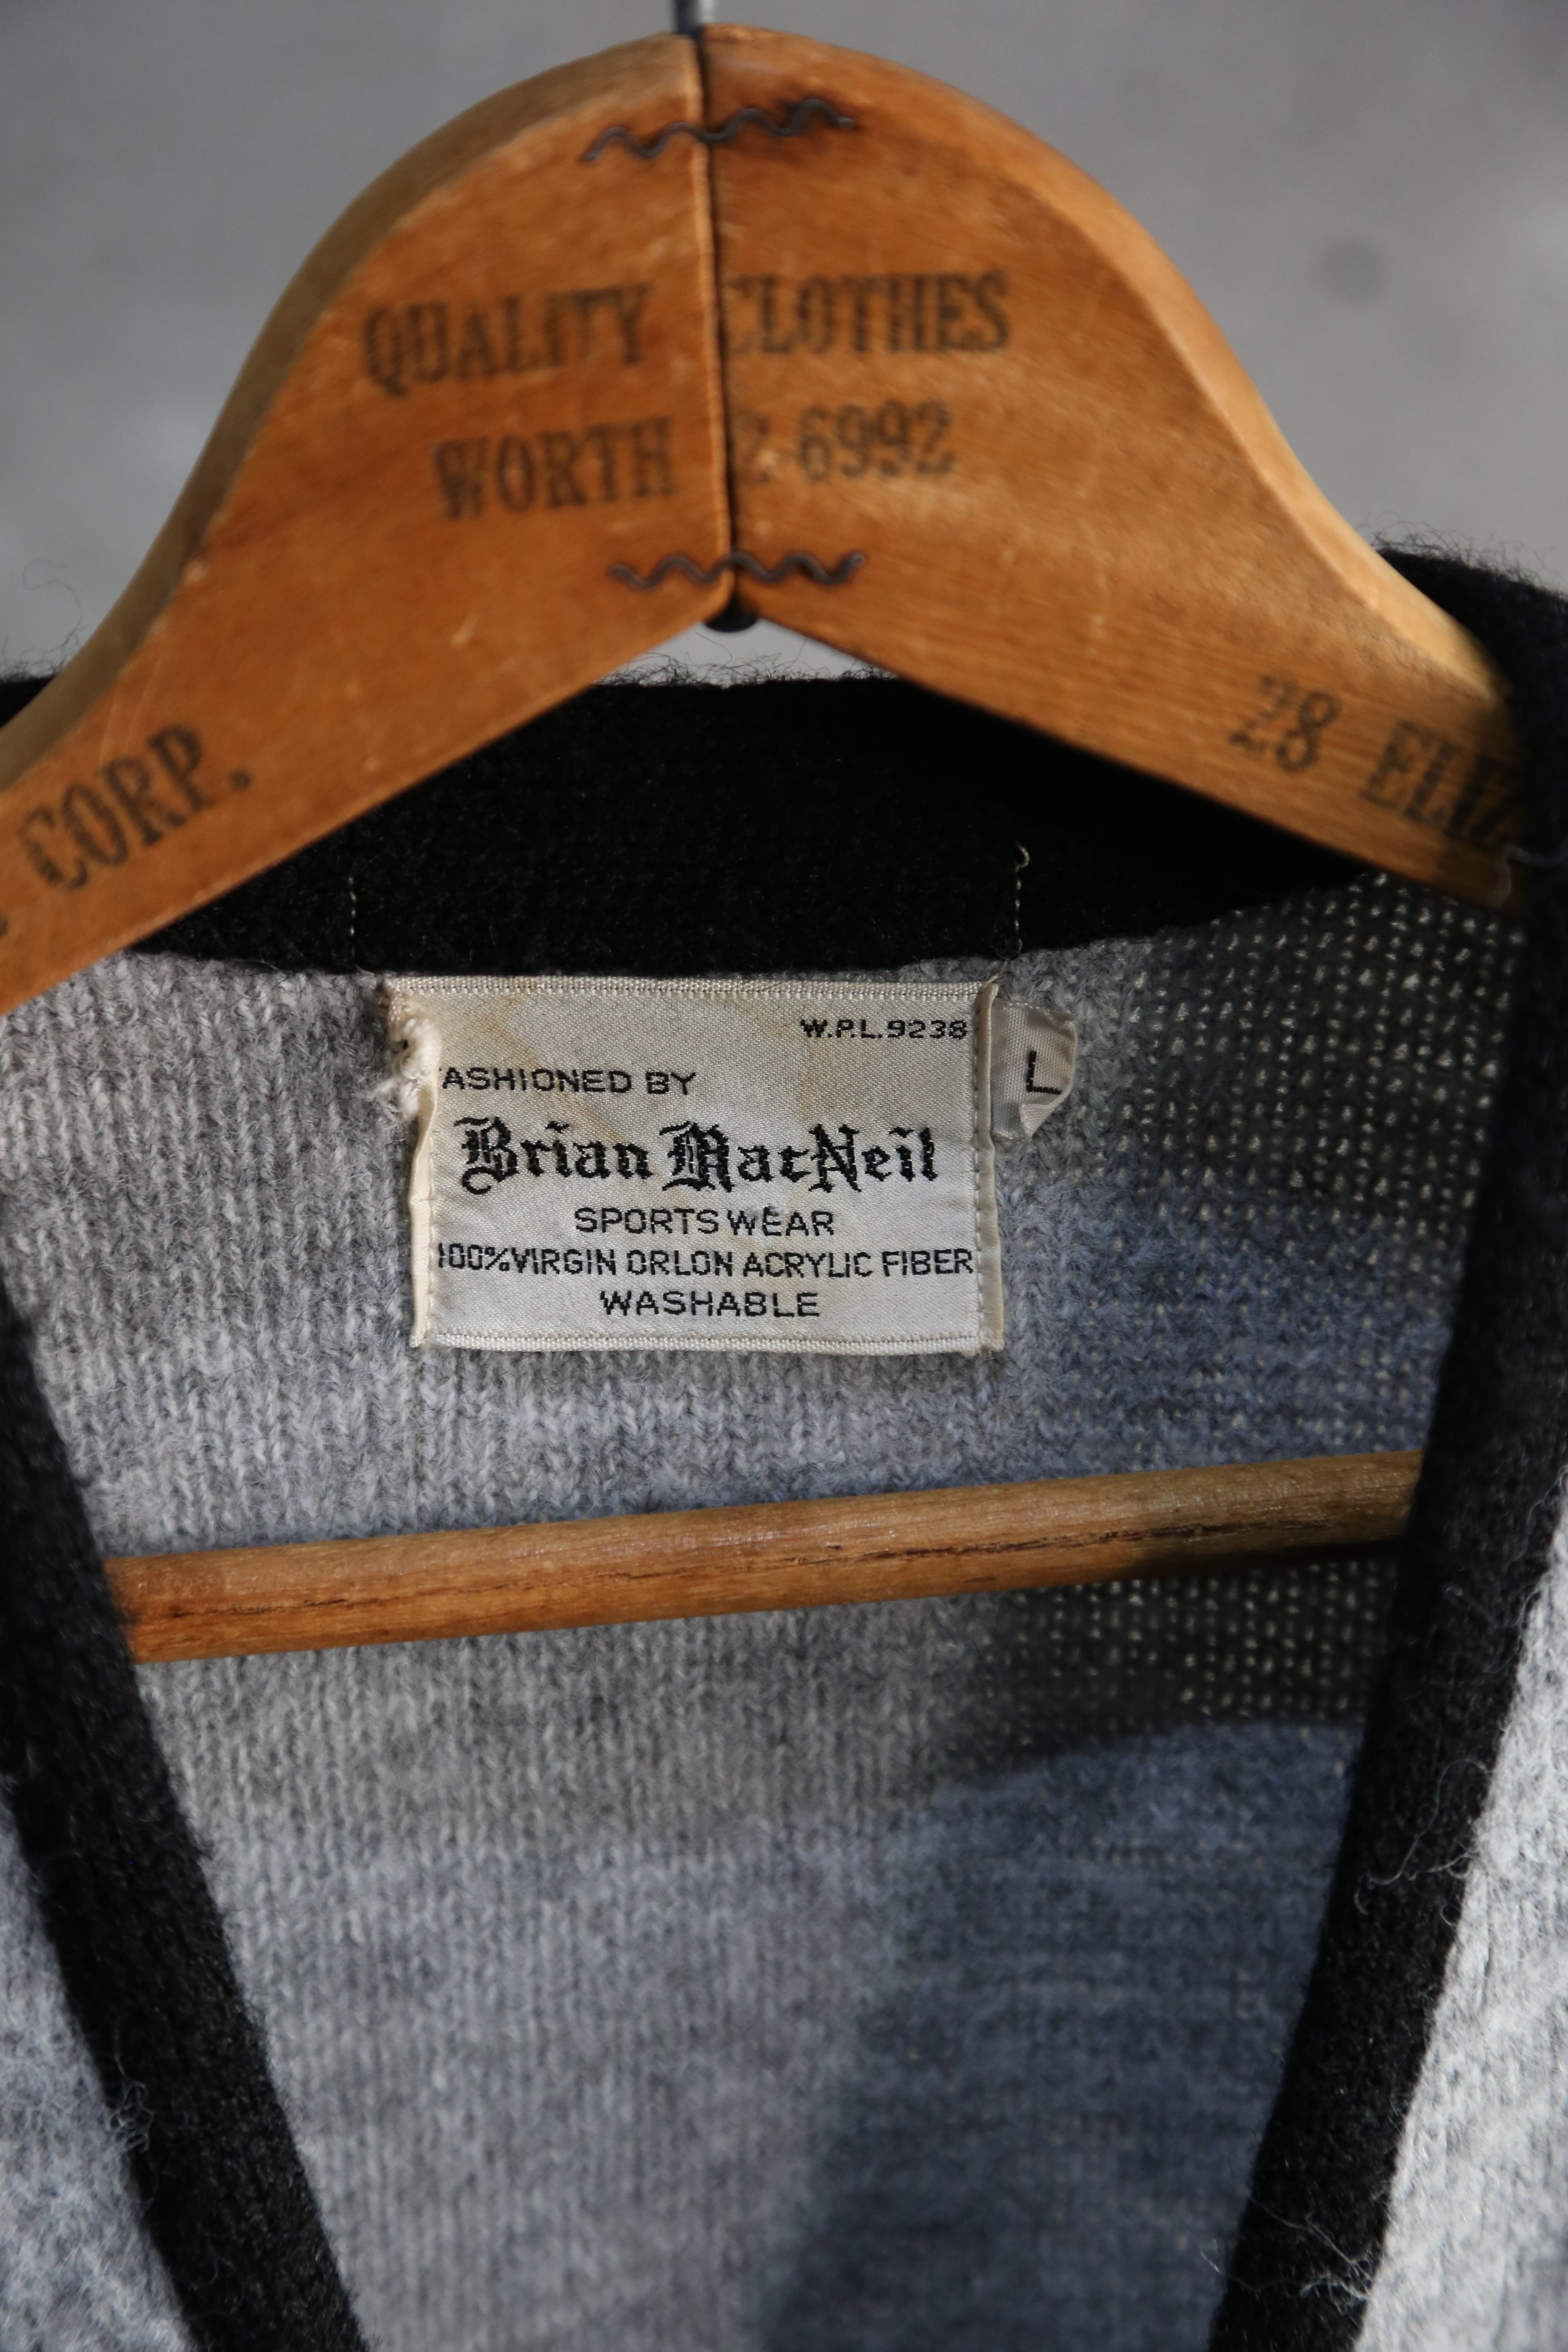 QUALITY CLOTHES
WORTH 2-6992
CORP.
28 ELIZ
W.P.L.9238
L
FASHIONED BY
Brian MacNeil
SPORTSWEAR
100% VIRGIN ORLON ACRYLIC FIBER
WASHABLE